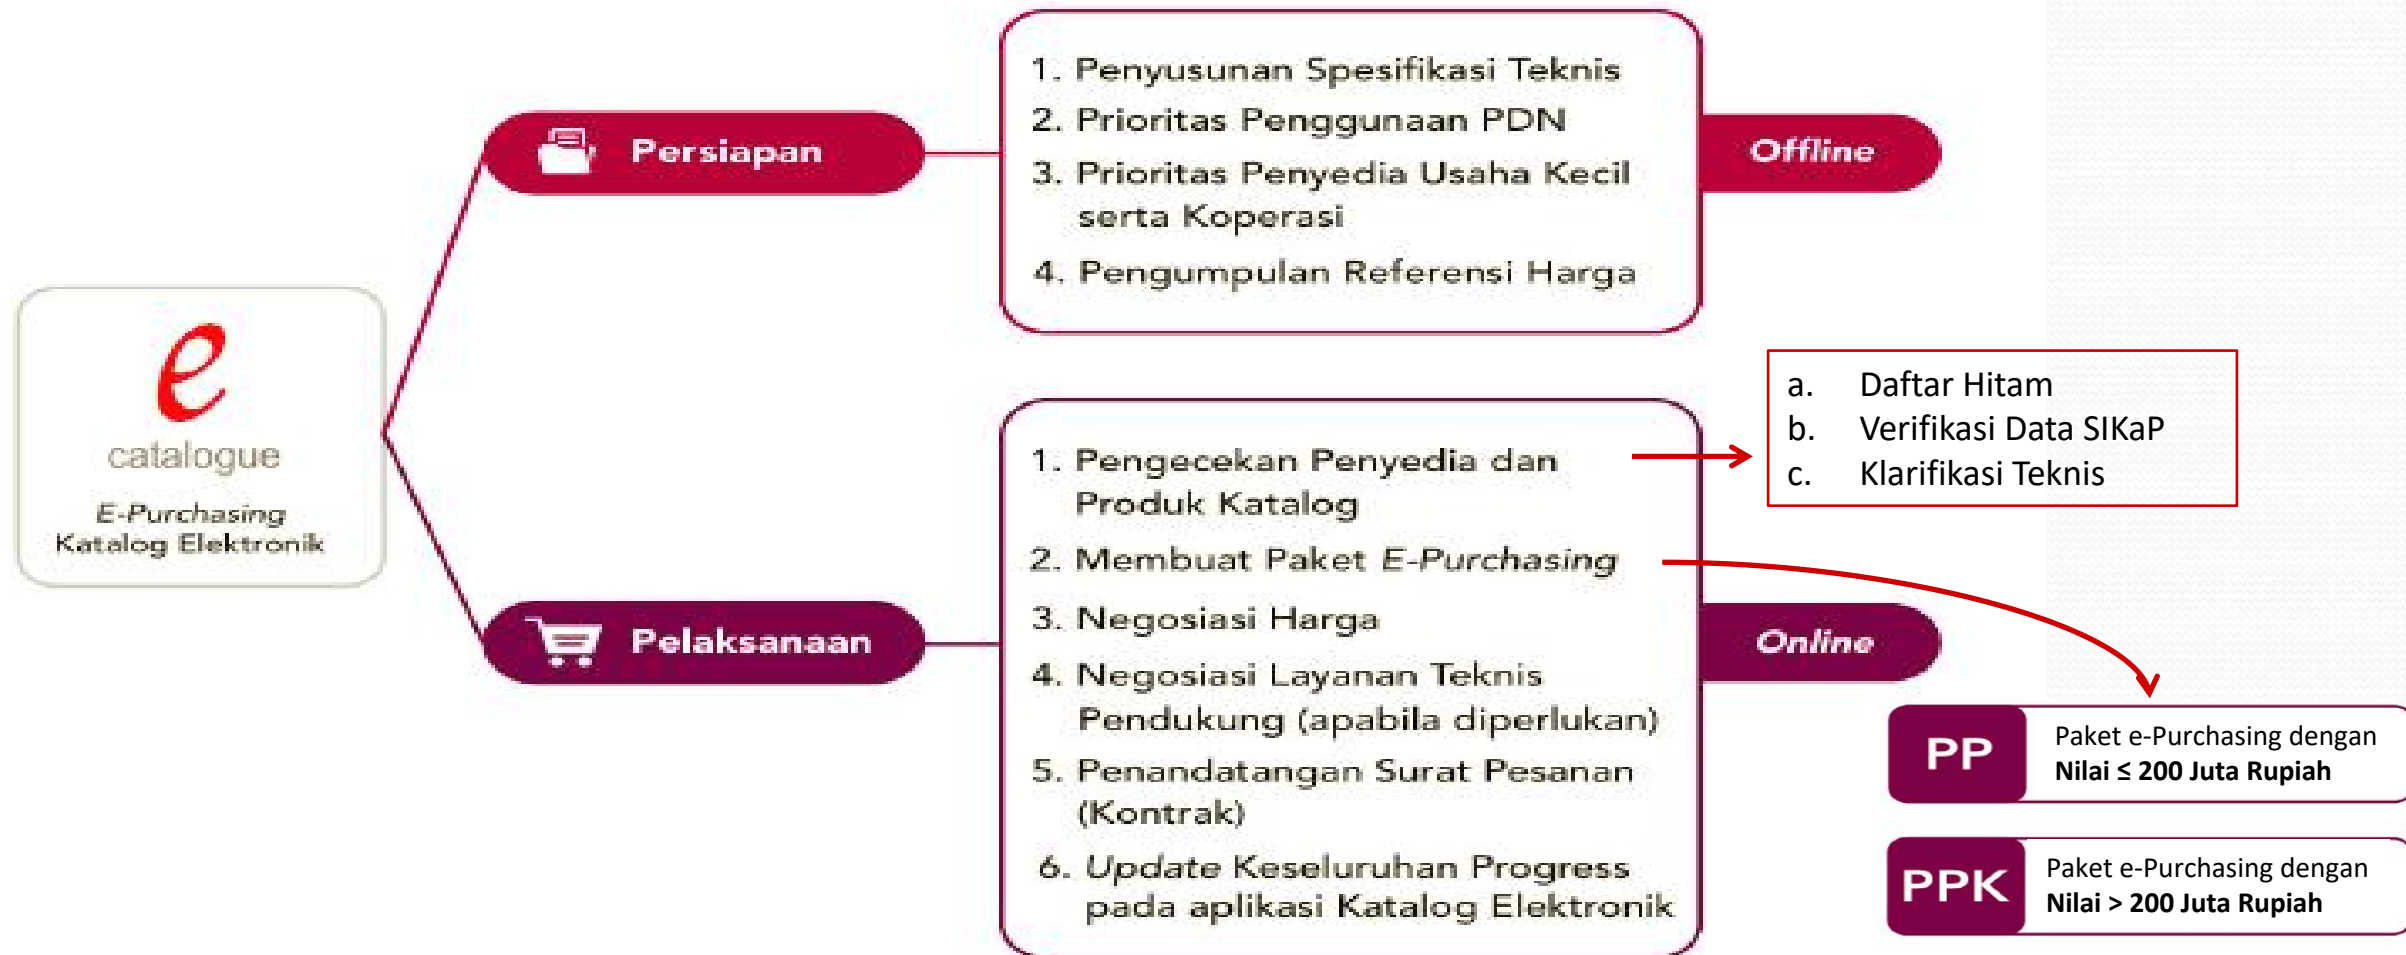 e
catalogue
E-Purchasing
Katalog Elektronik
Persiapan
1. Penyusunan Spesifikasi Teknis
2. Prioritas Penggunaan PDN
3. Prioritas Penyedia Usaha Kecil
serta Koperasi
4. Pengumpulan Referensi Harga
Offline
Pelaksanaan
1. Pengecekan Penyedia dan
Produk Katalog
2. Membuat Paket E-Purchasing
3. Negosiasi Harga
4. Negosiasi Layanan Teknis
Pendukung (apabila diperlukan)
5. Penandatangan Surat Pesanan
(Kontrak)
6. Update Keseluruhan Progress
pada aplikasi Katalog Elektronik
Online
a. Daftar Hitam
b. Verifikasi Data SIKaP
c. Klarifikasi Teknis
PP
Paket e-Purchasing dengan
Nilai ≤ 200 Juta Rupiah
PPK
Paket e-Purchasing dengan
Nilai > 200 Juta Rupiah